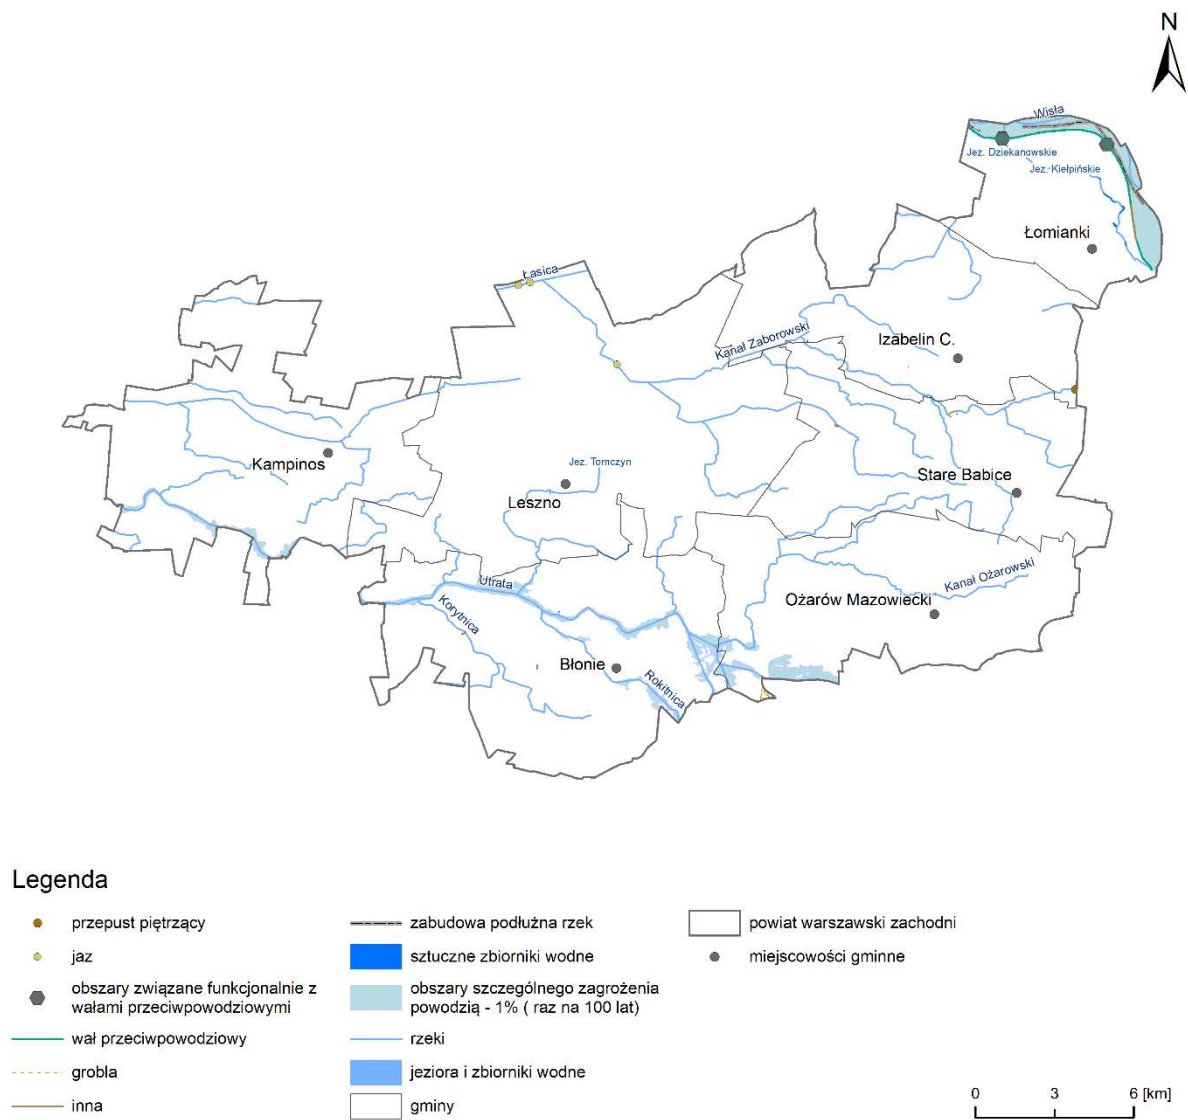 N
Wisła
Jez. Dziekanowskie
Jez.-Kiełpińskie
Łomianki
Łasica
Kanał Zaborowski
Izabelin C.
Kampinos
Jez. Tomczyn
Leszno
Stare Babice
Utrata
Kanał Ożarowski
Korytnica
Ożarów Mazowiecki
Błonie
Rokitnica
Legenda
przepust piętrzący
jaz
obszary związane funkcjonalnie z
wałami przeciwpowodziowymi
wał przeciwpowodziowy
grobla
inna
zabudowa podłużna rzek
sztuczne zbiorniki wodne
obszary szczególnego zagrożenia
powodzią - 1% ( raz na 100 lat)
rzeki
jeziora i zbiorniki wodne
gminy
powiat warszawski zachodni
miejscowości gminne
0 3 6 [km]